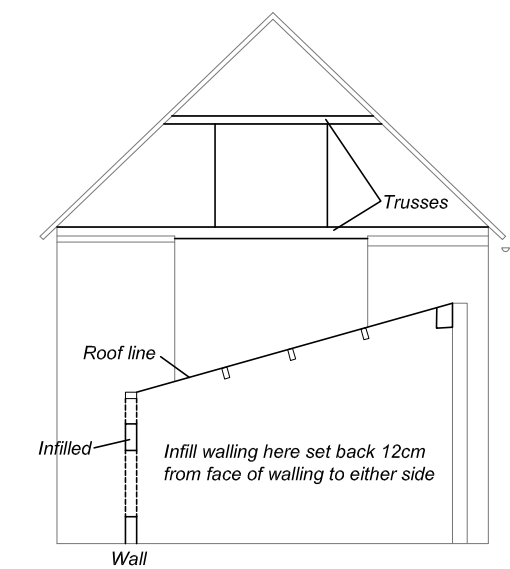 Trusses
Roof line
Infilled
Infill walling here set back 12cm
from face of walling to either side
Wall